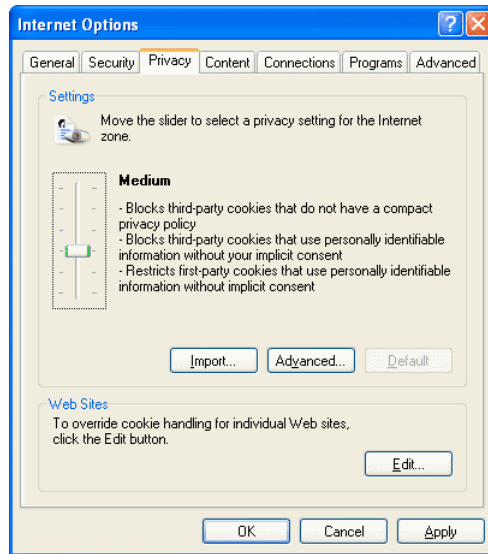 Internet Options
General Security Privacy Content Connections Programs Advanced
Settings
Move the slider to select a privacy setting for the Internet
zone.
Medium
- Blocks third-party cookies that do not have a compact
privacy policy
- Blocks third-party cookies that use personally identifiable
information without your implicit consent
- Restricts first-party cookies that use personally identifiable
information without implicit consent
Import... Advanced... Default
Web Sites
To override cookie handling for individual Web sites,
click the Edit button.
Edit...
OK Cancel Apply